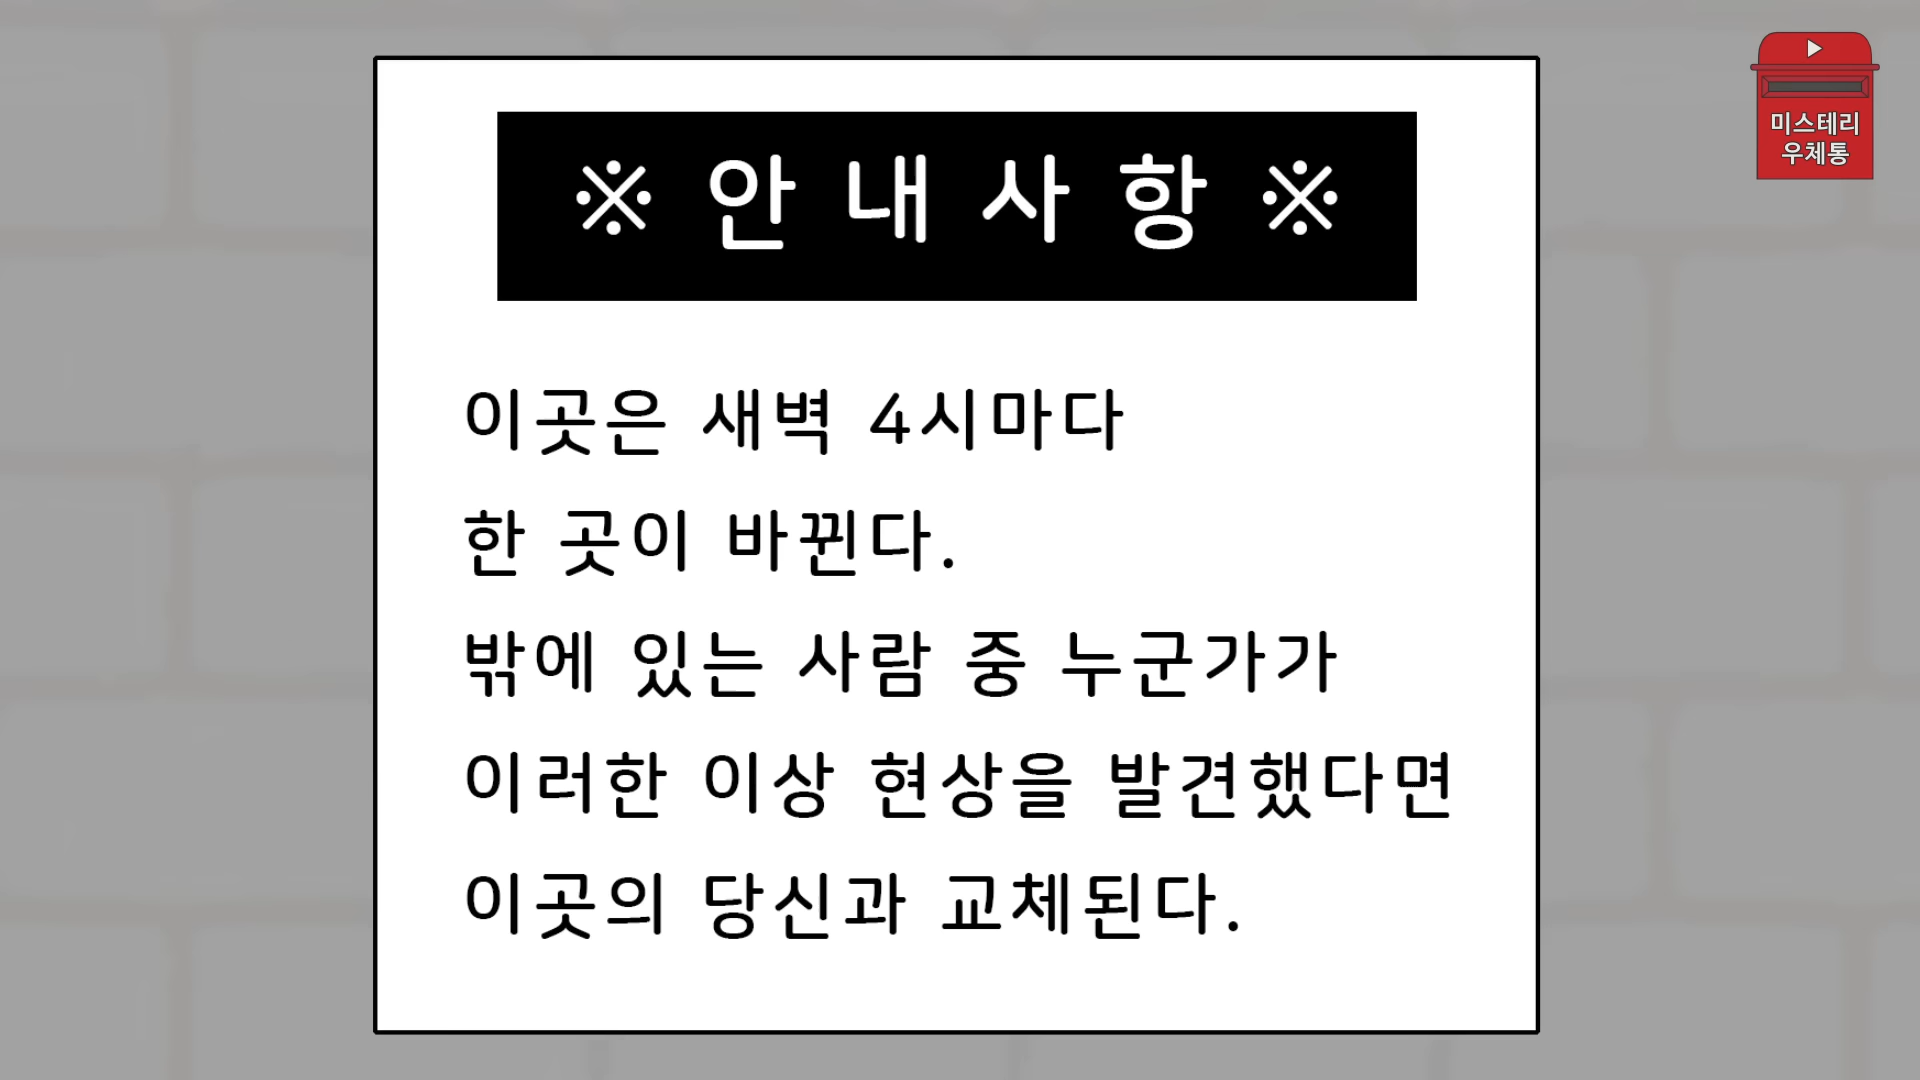 ※ 안내사항 ※
이곳은 새벽 4시마다
한 곳이 바뀐다.
밖에 있는 사람 중 누군가가
이러한 이상 현상을 발견했다면
이곳의 당신과 교체된다.
미스테리
우체통